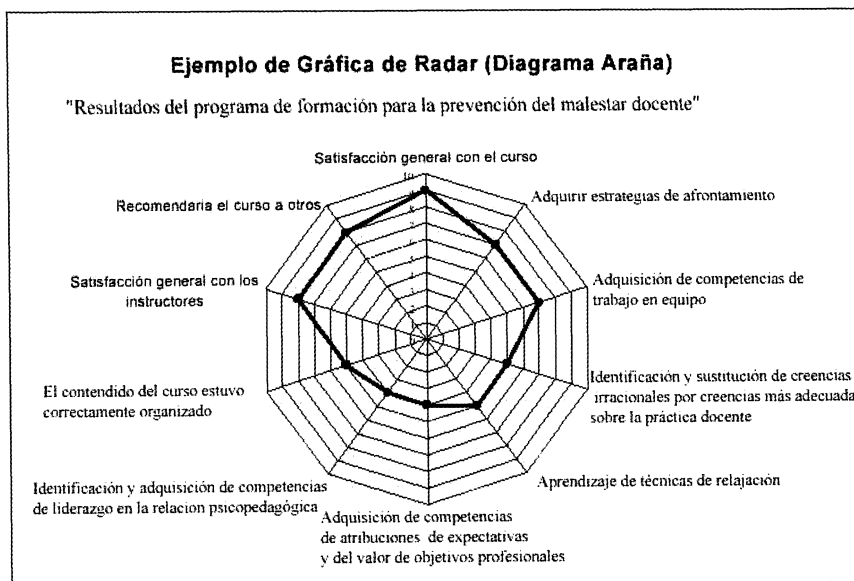 Ejemplo de Gráfica de Radar (Diagrama Araña)
"Resultados del programa de formación para la prevención del malestar docente"
Satisfacción general con el curso
10
Adquirir estrategias de afrontamiento
Recomendaria el curso a otros
Satisfacción general con los
instructores
Adquisición de competencias de
trabajo en equipo
El contendido del curso estuvo
correctamente organizado
Identificación y sustitución de creencias
irracionales por creencias más adecuada
sobre la práctica docente
Identificación y adquisición de competencias
de liderazgo en la relacion psicopedagógica
Aprendizaje de técnicas de relajación
Adquisición de competencias
de atribuciones de expectativas
y del valor de objetivos profesionales